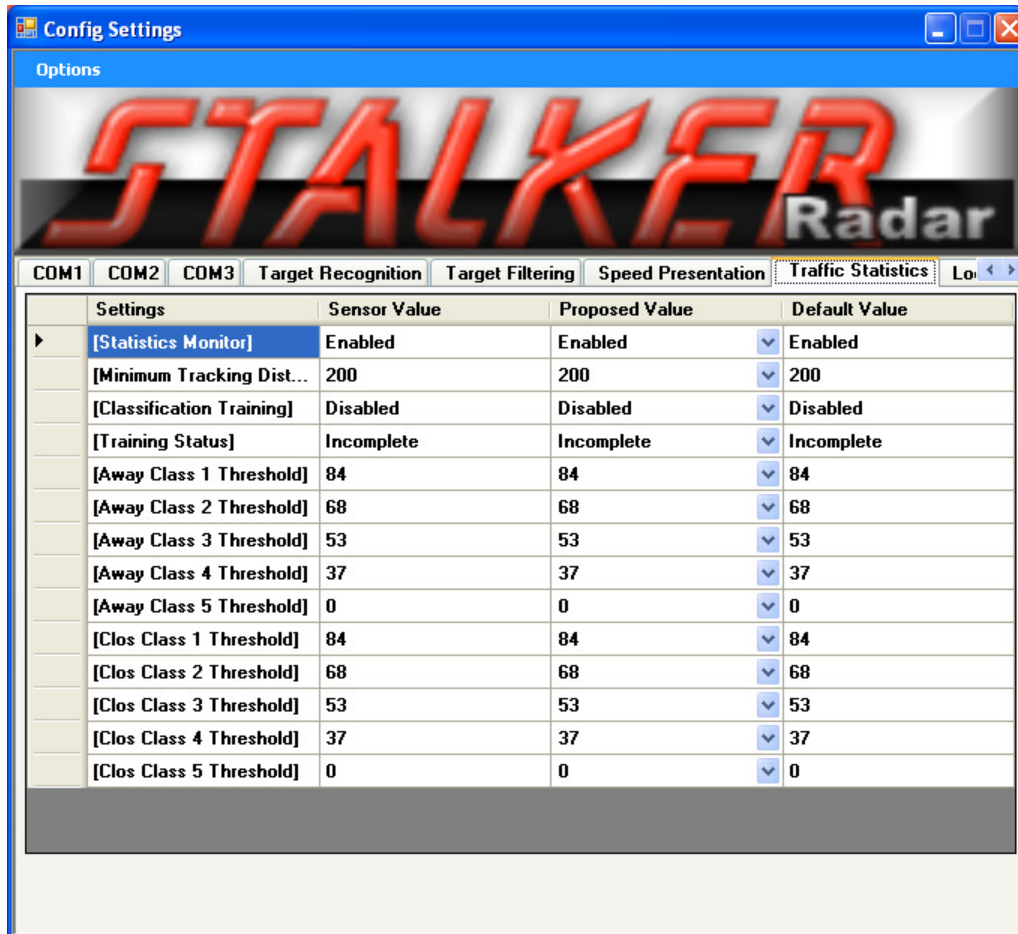 Config Settings
Options
STALKER
Radar
COM1 COM2 COM3 Target Recognition Target Filtering Speed Presentation Traffic Statistics
Settings Sensor Value Proposed Value Default Value
[Statistics Monitor] Enabled Enabled Enabled
[Minimum Tracking Dist... 200 200 200
[Classification Training] Disabled Disabled Disabled
[Training Status] Incomplete Incomplete Incomplete
[Away Class 1 Threshold] 84 84 84
[Away Class 2 Threshold] 68 68 68
[Away Class 3 Threshold] 53 53 53
[Away Class 4 Threshold] 37 37 37
[Away Class 5 Threshold] 0 0 0
[Clos Class 1 Threshold] 84 84 84
[Clos Class 2 Threshold] 68 68 68
[Clos Class 3 Threshold] 53 53 53
[Clos Class 4 Threshold] 37 37 37
[Clos Class 5 Threshold] 0 0 0